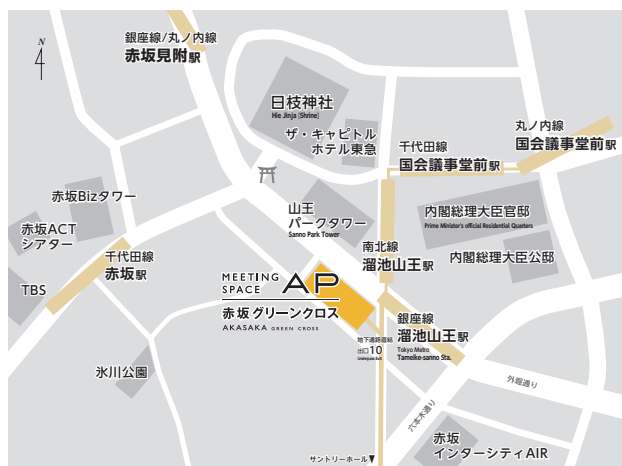 N
銀座線/丸ノ内線
赤坂見附駅
日枝神社
Hie Jinja [Shrine]
ザ・キャピトル
ホテル東急
千代田線
国会議事堂前駅
丸ノ内線
国会議事堂前駅
赤坂Bizタワー
赤坂ACT
シアター
千代田線
赤坂駅
TBS
山王
パークタワー
Sanno Park Tower
内閣総理大臣官邸
Prime Minister's official Residential Quarters
内閣総理大臣公邸
南北線
溜池山王駅
MEETING
SPACE
AP
赤坂グリーンクロス
AKASAKA GREEN CROSS
地下通路直結
出口10
Underpass Exit
銀座線
溜池山王駅
Tokyo Metro
Tameike-sanno Sta.
氷川公園
外堀通り
六本木通り
赤坂
インターシティAIR
サントリーホール▼